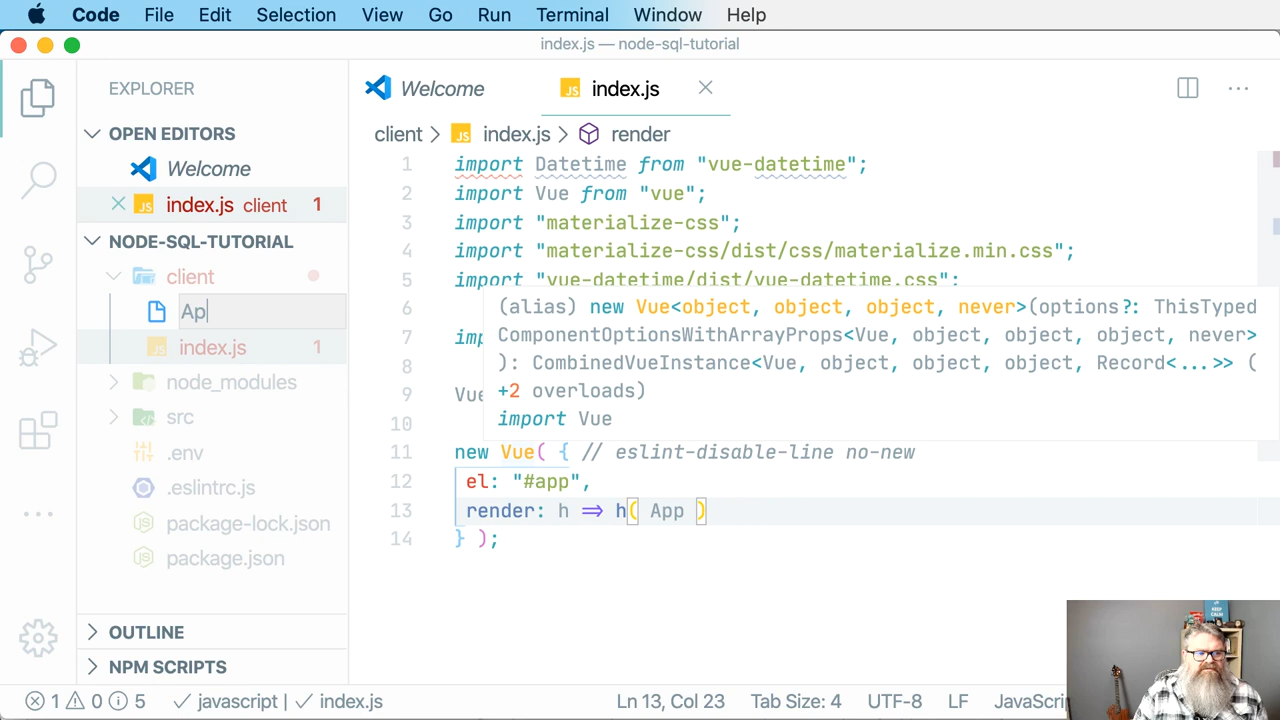 Code File Edit Selection View Go Run Terminal Window Help
index.js — node-sql-tutorial
EXPLORER
OPEN EDITORS
Welcome
index.js client 1
NODE-SQL-TUTORIAL
client
Ap
index.js 1
node_modules
src
.env
.eslintrc.js
package-lock.json
package.json
OUTLINE
NPM SCRIPTS
Welcome
JS index.js
client > JS index.js > render
1 import Datetime from "vue-datetime";
2 import Vue from "vue";
3 import "materialize-css";
4 import "materialize-css/dist/css/materialize.min.css";
5 import "vue-datetime/dist/vue-datetime.css";
6
7 imp
8
9 Vue
10
11 new Vue( { // eslint-disable-line no-new
12 el: "#app",
13 render: h => h( App )
14 } );
(alias) new Vue<object, object, object, never>(options?: ThisTyped
ComponentOptionsWithArrayProps<Vue, object, object, object, never>
): CombinedVueInstance<Vue, object, object, object, Record<...>> (
+2 overloads)
import Vue
KEEP
CALM
1 0 5 javascript | index.js Ln 13, Col 23 Tab Size: 4 UTF-8 LF JavaScri